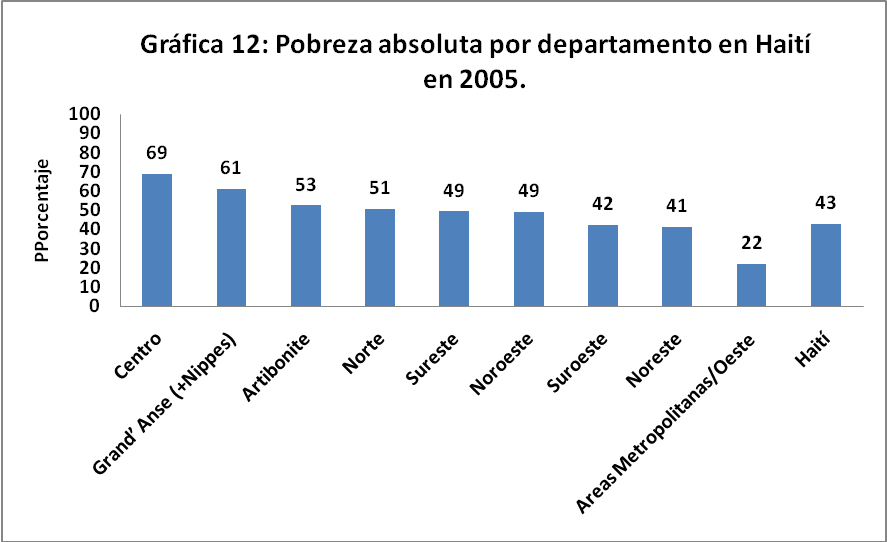 Gráfica 12: Pobreza absoluta por departamento en Haití
en 2005.
PPorcentaje
100
90
80
70
60
50
40
30
20
10
0
69
61
53
51
49
49
42
41
22
43
Centro
Grand’ Anse (+Nippes)
Artibonite
Norte
Sureste
Noroeste
Suroeste
Noreste
Areas Metropolitanas/Oeste
Haití